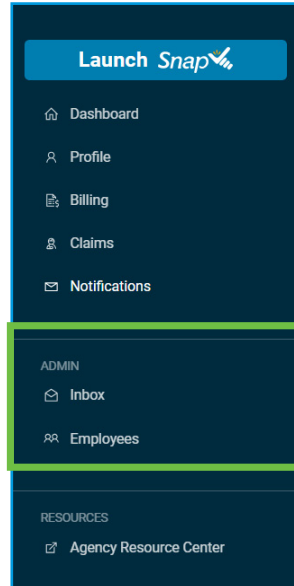 Launch Snap
Dashboard
Profile
Billing
Claims
Notifications
ADMIN
Inbox
Employees
RESOURCES
Agency Resource Center